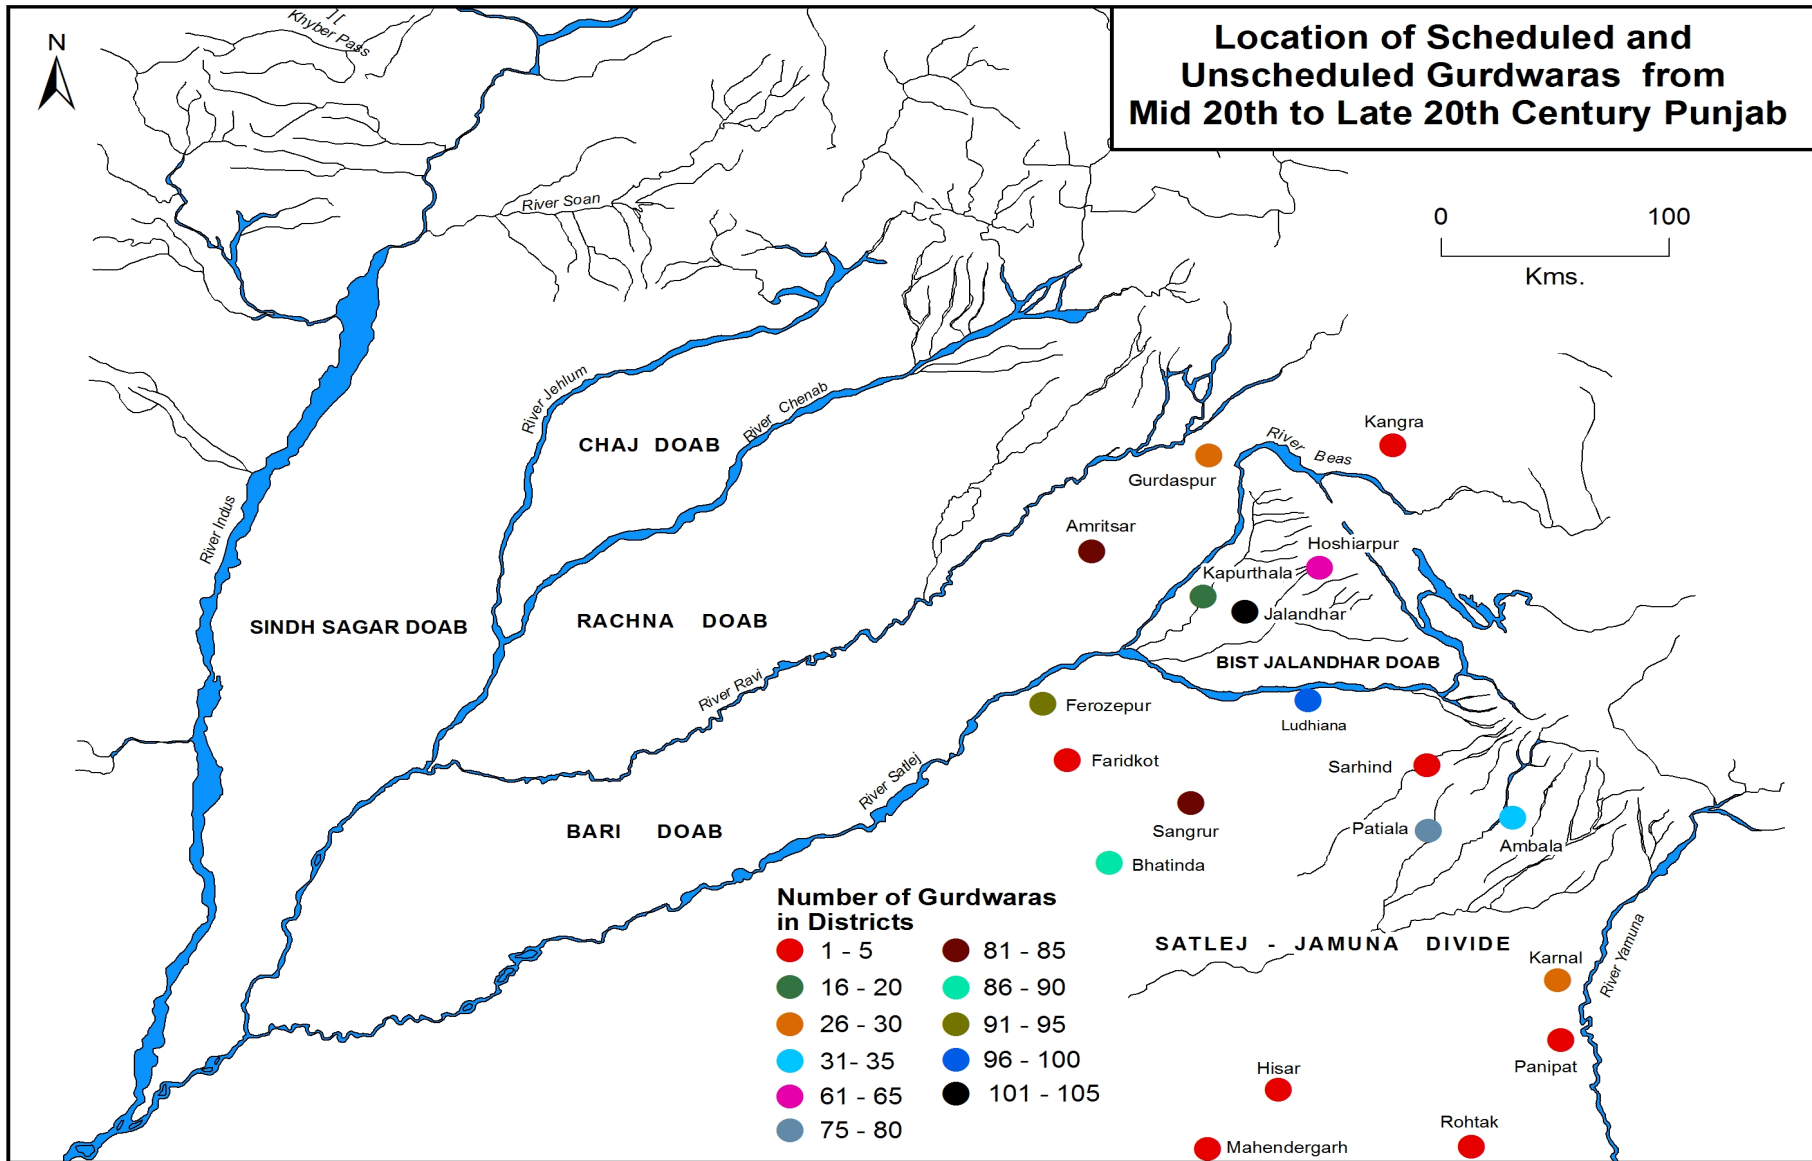 Location of Scheduled and
Unscheduled Gurdwaras from
Mid 20th to Late 20th Century Punjab
N
Khyber Pass
River Soan
0 100
Kms.
River Jehlum
River Chenab
CHAJ DOAB
Kangra
River Beas
Gurdaspur
River Indus
Amritsar
Hoshiarpur
Kapurthala
Jalandhar
SINDH SAGAR DOAB
RACHNA DOAB
BIST JALANDHAR DOAB
River Ravi
Ferozepur
Ludhiana
Faridkot
Sarhind
River Satlej
Sangrur
Patiala
Ambala
BARI DOAB
Bhatinda
Number of Gurdwaras
in Districts
1 - 5
16 - 20
26 - 30
31- 35
61 - 65
75 - 80
81 - 85
86 - 90
91 - 95
96 - 100
101 - 105
SATLEJ - JAMUNA DIVIDE
Karnal
River Yamuna
Panipat
Hisar
Rohtak
Mahendergarh